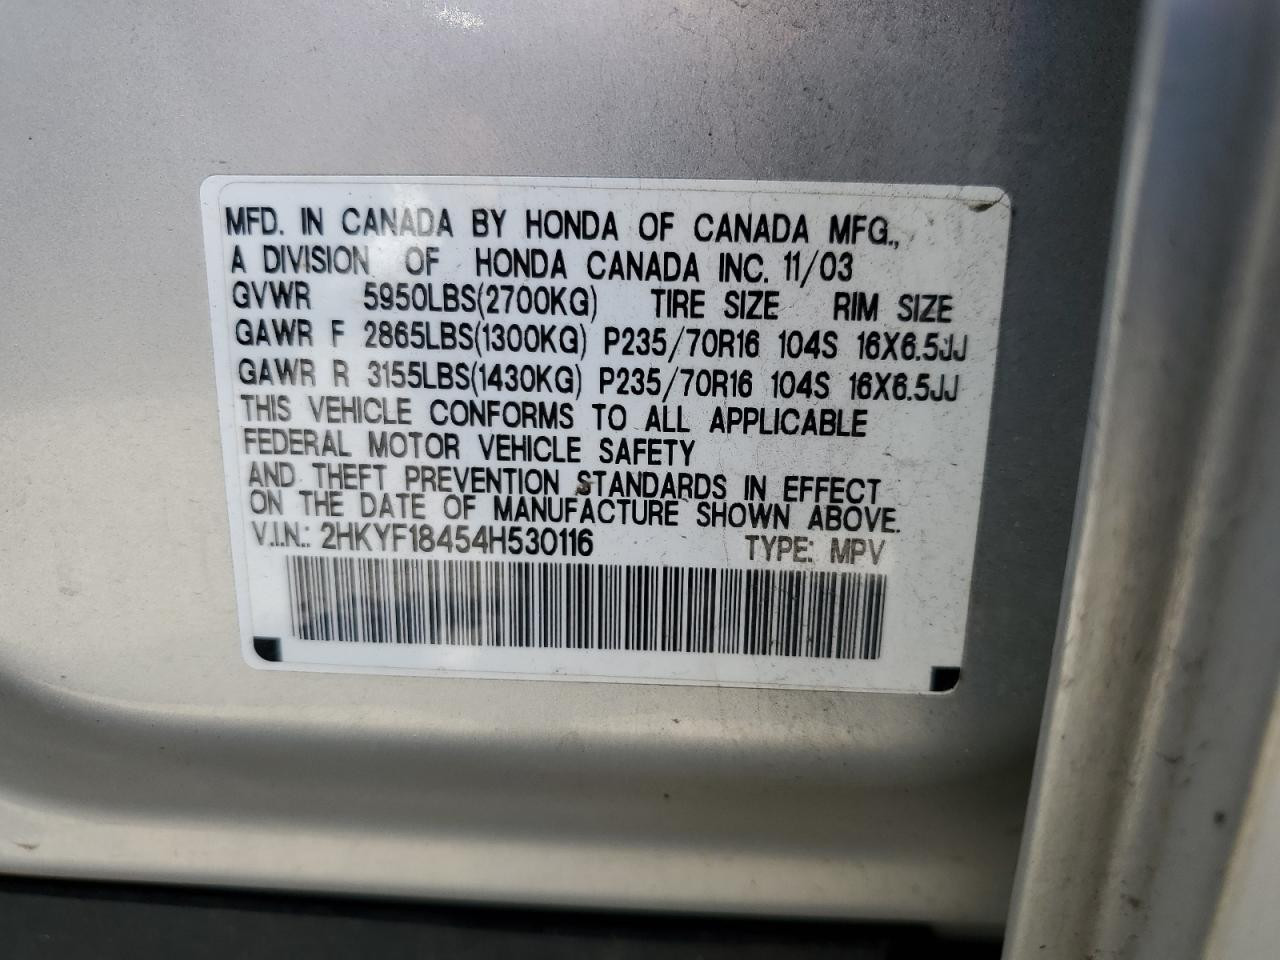 MFD. IN CANADA BY HONDA OF CANADA MFG.,
A DIVISION OF HONDA CANADA INC. 11/03
GVWR 5950LBS(2700KG) TIRE SIZE RIM SIZE
GAWR F 2865LBS(1300KG) P235/70R16 104S 16X6.5JJ
GAWR R 3155LBS(1430KG) P235/70R16 104S 16X6.5JJ
THIS VEHICLE CONFORMS TO ALL APPLICABLE
FEDERAL MOTOR VEHICLE SAFETY
AND THEFT PREVENTION STANDARDS IN EFFECT
ON THE DATE OF MANUFACTURE SHOWN ABOVE.
V.I.N.: 2HKYF18454H530116 TYPE: MPV